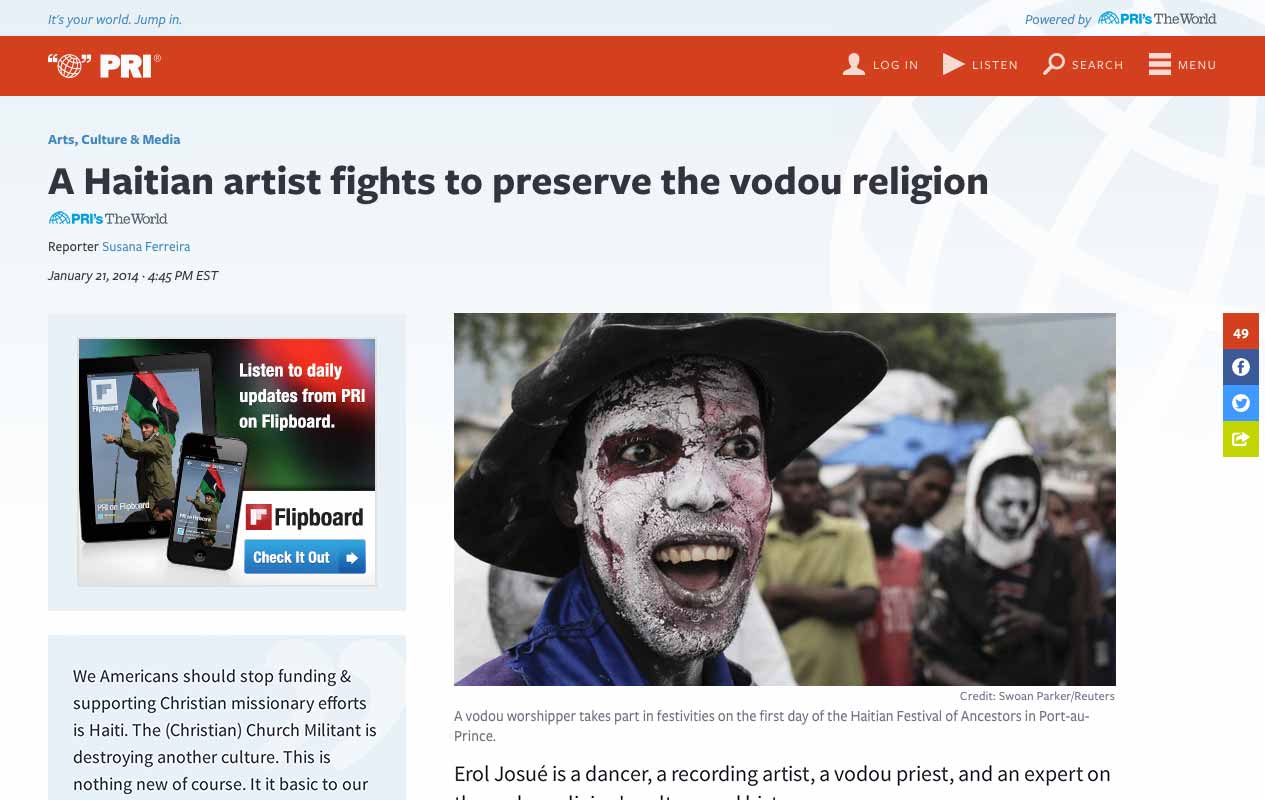 It's your world. Jump in.
Powered by PRI's The World
PRI®
LOG IN
LISTEN
SEARCH
MENU
Arts, Culture & Media
A Haitian artist fights to preserve the vodou religion
PRI's The World
Reporter Susana Ferreira
January 21, 2014 · 4:45 PM EST
Listen to daily
updates from PRI
on Flipboard.
Flipboard
PRI on Flipboard
PRI on Flipboard
Flipboard
Check It Out
We Americans should stop funding &
supporting Christian missionary efforts
is Haiti. The (Christian) Church Militant is
destroying another culture. This is
nothing new of course. It it basic to our
49
Credit: Swoan Parker/Reuters
A vodou worshipper takes part in festivities on the first day of the Haitian Festival of Ancestors in Port-au-
Prince.
Erol Josué is a dancer, a recording artist, a vodou priest, and an expert on